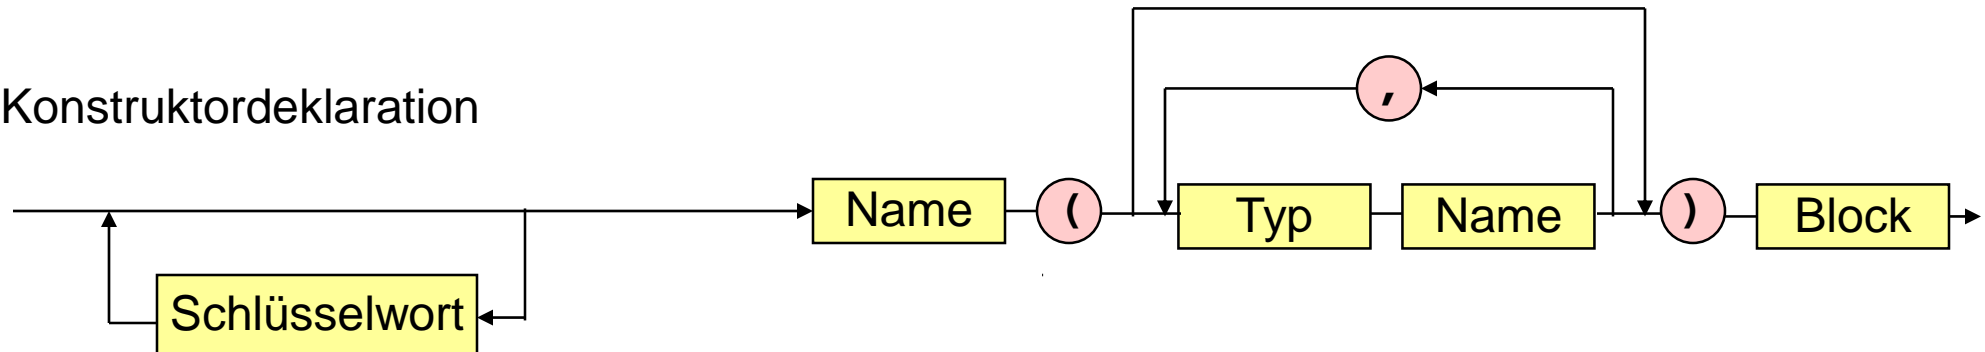 ,
Konstruktordeklaration
Name ( Typ Name ) Block
Schlüsselwort